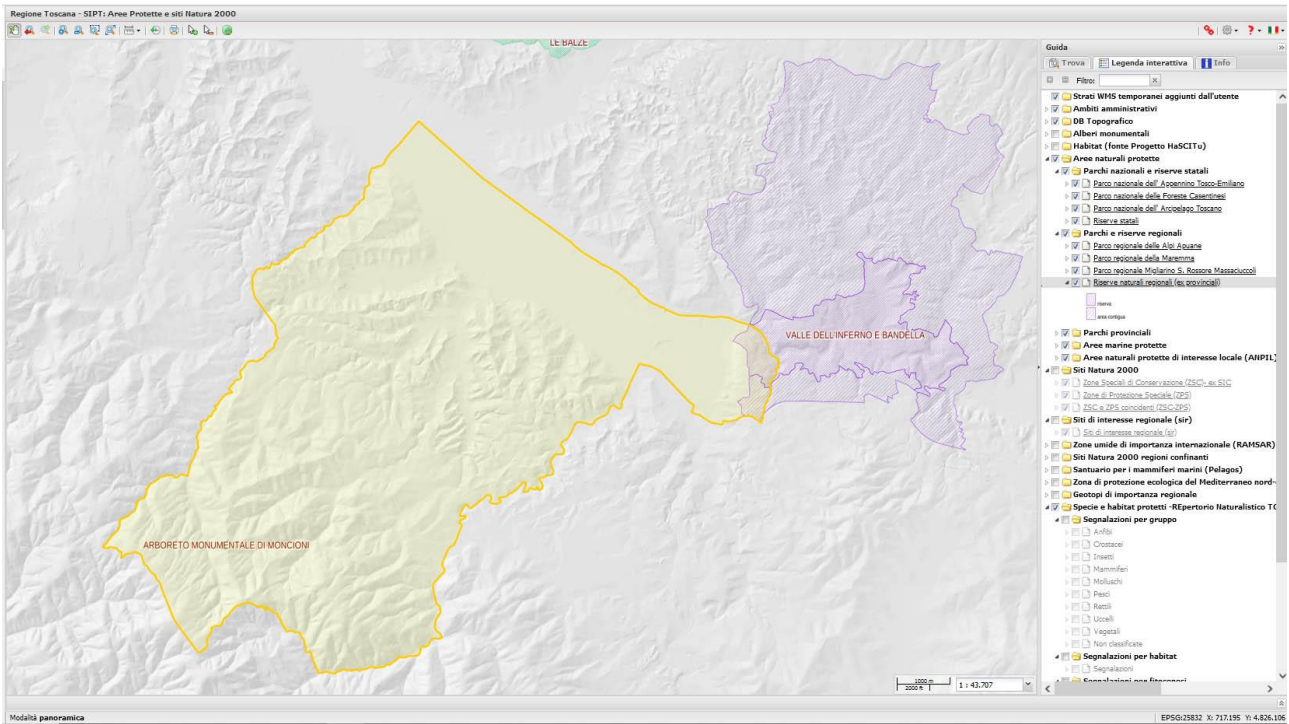 Regione Toscana - SIPT: Aree Protette e siti Natura 2000
LE BALZE
VALLE DELL'INFERNO E BANDELLA
ARBORETO MONUMENTALE DI MONCIONI
1000 m
2000 ft
1 : 43.707
Guida
Trova
Legenda interattiva
Info
Filtro:
Strati WMS temporanei aggiunti dall'utente
Ambiti amministrativi
DB Topografico
Alberi monumentali
Habitat (fonte Progetto HaSCITu)
Aree naturali protette
Parchi nazionali e riserve statali
Parco nazionale dell' Appennino Tosco-Emiliano
Parco nazionale delle Foreste Casentinesi
Parco nazionale dell' Arcipelago Toscano
Riserve statali
Parchi e riserve regionali
Parco regionale delle Alpi Apuane
Parco regionale della Maremma
Parco regionale Migliarino S. Rossore Massaciuccoli
Riserve naturali regionali (ex provinciali)
riserva
area contigua
Parchi provinciali
Aree marine protette
Aree naturali protette di interesse locale (ANPIL)
Siti Natura 2000
Zone Speciali di Conservazione (ZSC)- ex SIC
Zone di Protezione Speciale (ZPS)
ZSC e ZPS coincidenti (ZSC-ZPS)
Siti di interesse regionale (sir)
Siti di interesse regionale (sir)
Zone umide di importanza internazionale (RAMSAR)
Siti Natura 2000 regioni confinanti
Santuario per i mammiferi marini (Pelagos)
Zona di protezione ecologica del Mediterraneo nord-
Geotopi di importanza regionale
Specie e habitat protetti -REpertorio Naturalistico TO
Segnalazioni per gruppo
Anfibi
Crostacei
Insetti
Mammiferi
Molluschi
Pesci
Rettili
Uccelli
Vegetali
Non classificate
Segnalazioni per habitat
Segnalazioni
Segnalazioni per fitocenosi
Modalità panoramica
EPSG:25832 X: 717.195 Y: 4.826.106